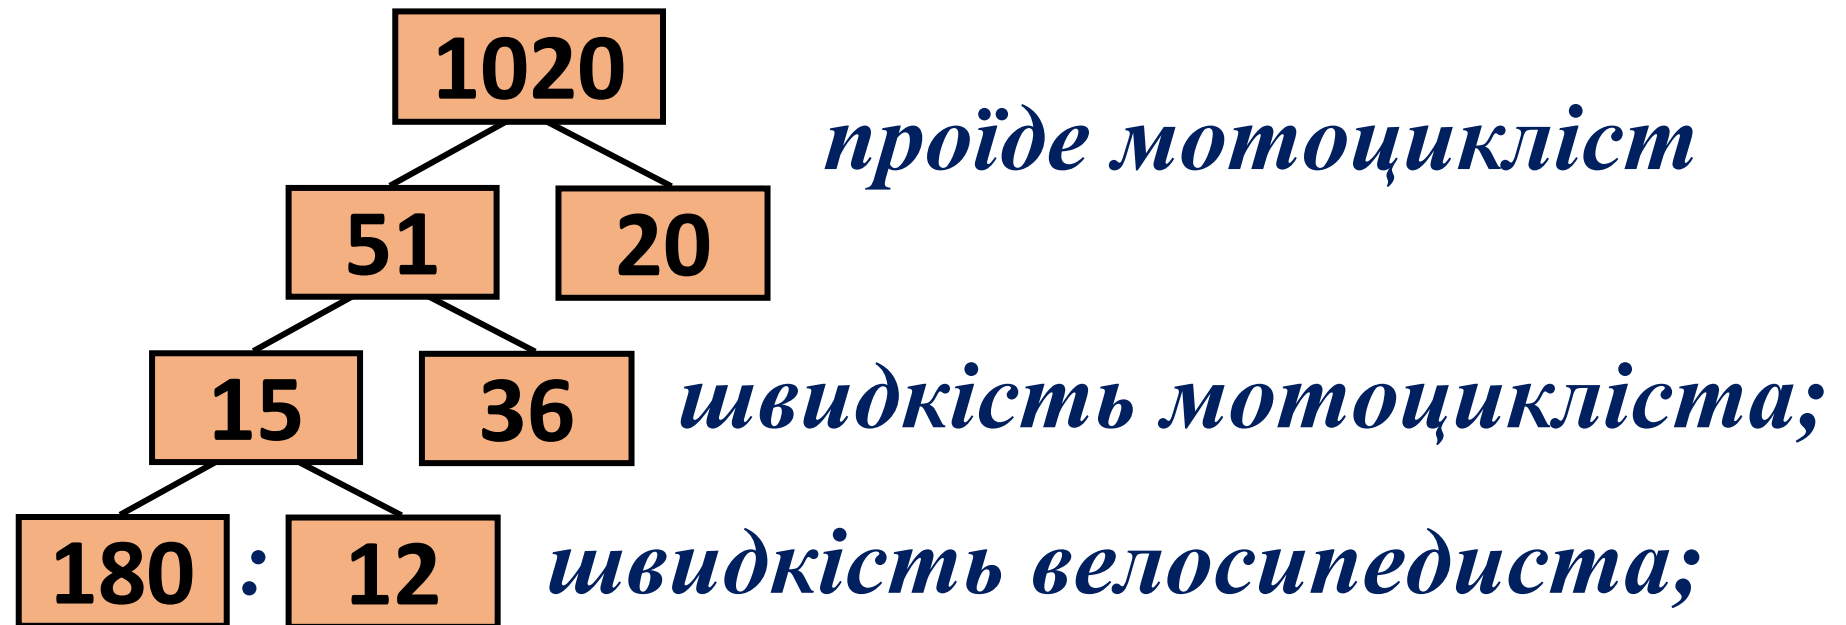 1020
проїде мотоцикліст
51 20
15 36 швидкість мотоцикліста;
180 : 12 швидкість велосипедиста;